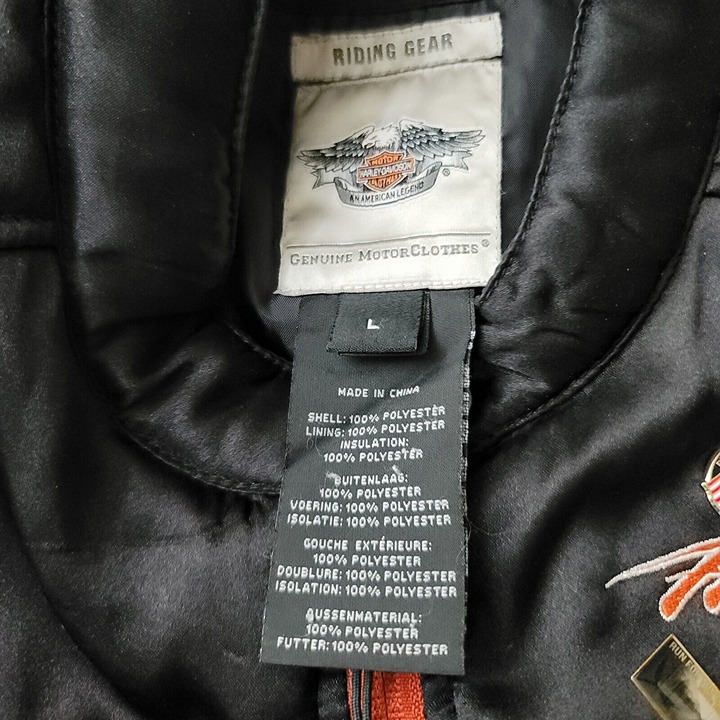 RIDING GEAR
MOTOR
HARLEY-DAVIDSON
AN AMERICAN LEGEND
®
GENUINE MOTORCLOTHES®
L
MADE IN CHINA
SHELL: 100% POLYESTER
LINING: 100% POLYESTER
INSULATION:
100% POLYESTER
BUITENLAAG:
100% POLYESTER
VOERING: 100% POLYESTER
ISOLATIE: 100% POLYESTER
GOUCHE EXTÉRIEURE:
100% POLYESTER
DOUBLURE: 100% POLYESTER
ISOLATION: 100% POLYESTER
AUSSENMATERIAL:
100% POLYESTER
FUTTER: 100% POLYESTER
RUN F